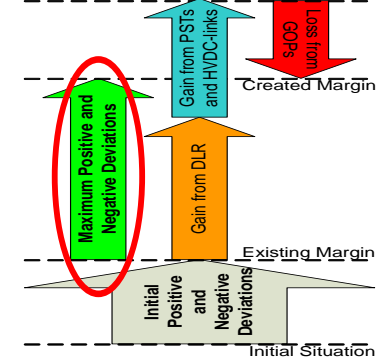 Gain from PSTs
and HVDC-links
Loss from
GOPs
Created Margin
Maximum Positive and
Negative Deviations
Gain from DLR
Existing Margin
Initial
Positive
and
Negative
Deviations
Initial Situation